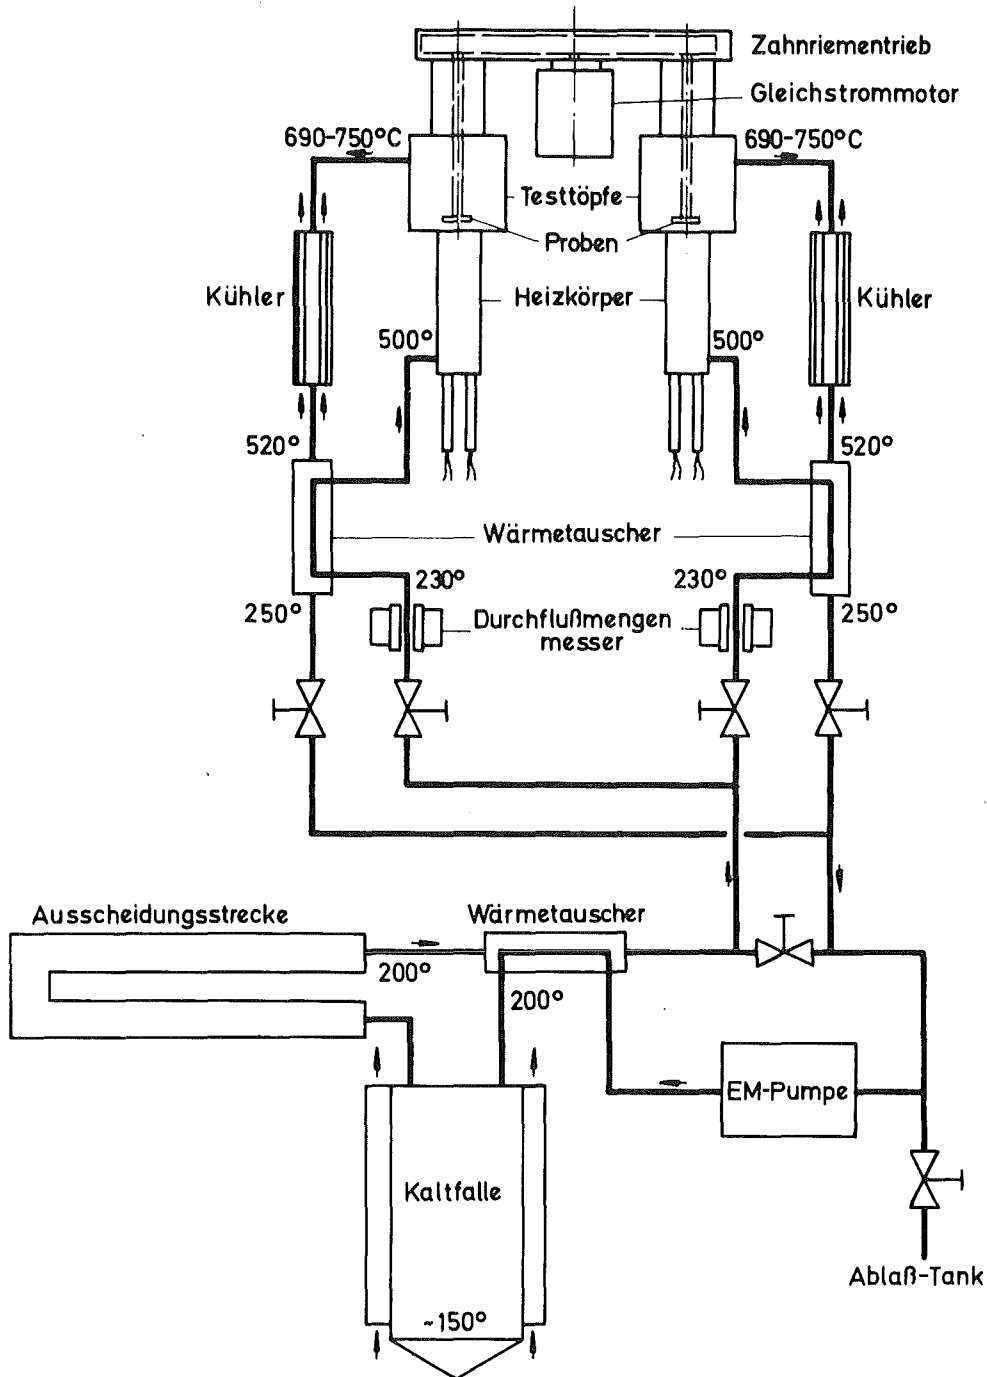 Zahnriementrieb
Gleichstrommotor
690-750°C
690-750°C
Testtöpfe
Proben
Kühler
Heizkörper
Kühler
500°
500°
520°
520°
Wärmetauscher
230°
230°
250°
250°
Durchflußmengen
messer
Ausscheidungsstrecke
Wärmetauscher
200°
200°
EM-Pumpe
Kaltfalle
Ablaß-Tank
~150°